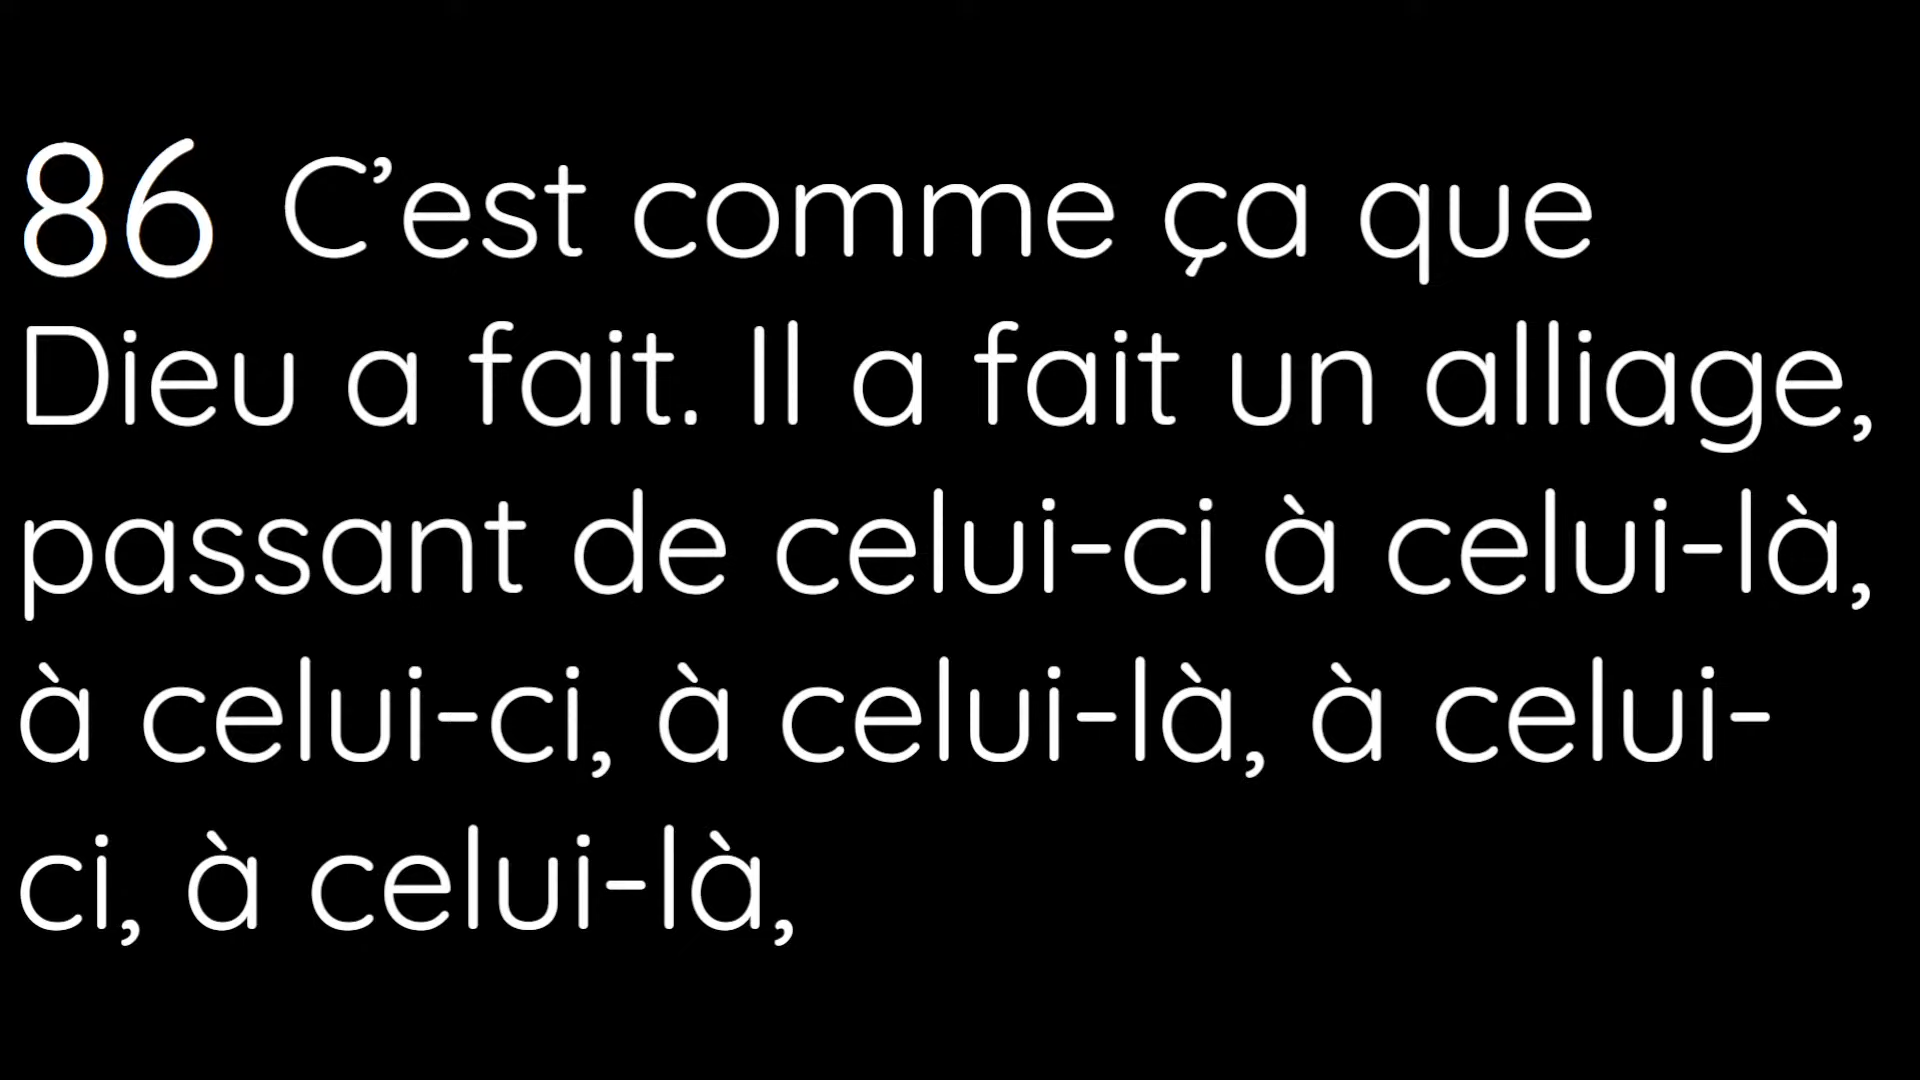 86 C’est comme ça que
Dieu a fait. Il a fait un alliage,
passant de celui-ci à celui-là,
à celui-ci, à celui-là, à celui-
ci, à celui-là,